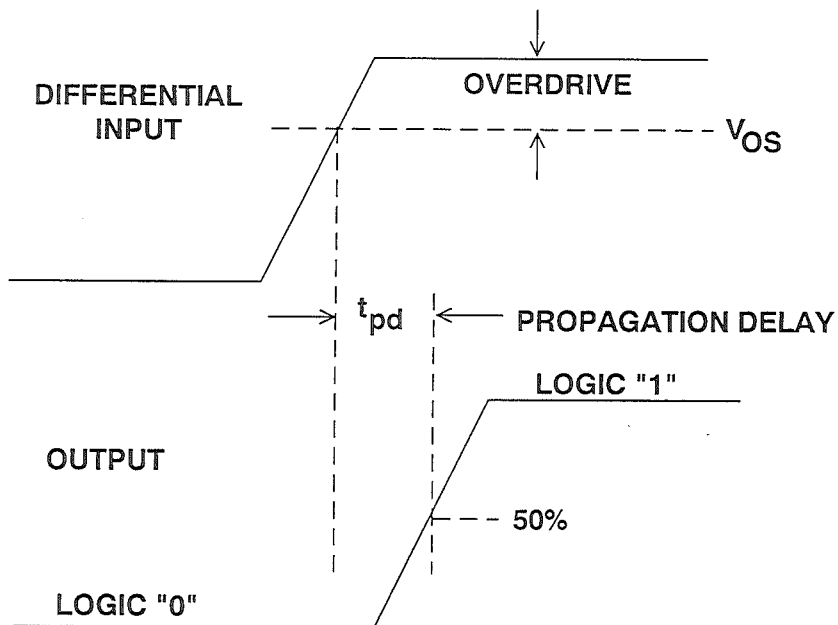 DIFFERENTIAL
INPUT
OVERDRIVE
VOS
tpd
PROPAGATION DELAY
LOGIC "1"
OUTPUT
50%
LOGIC "0"